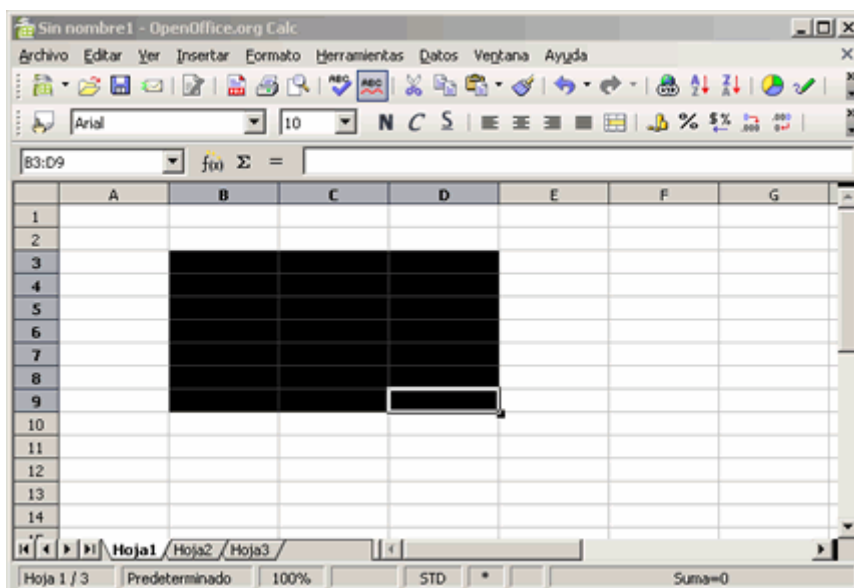 Sin nombre1 - OpenOffice.org Calc
Archivo Editar Ver Insertar Formato Herramientas Datos Ventana Ayuda
Arial 10 N C S
B3:D9 f(x) Σ =
A B C D E F G
1
2
3
4
5
6
7
8
9
10
11
12
13
14
Hoja1 Hoja2 Hoja3
Hoja 1 / 3 Predeterminado 100% STD * Suma=0